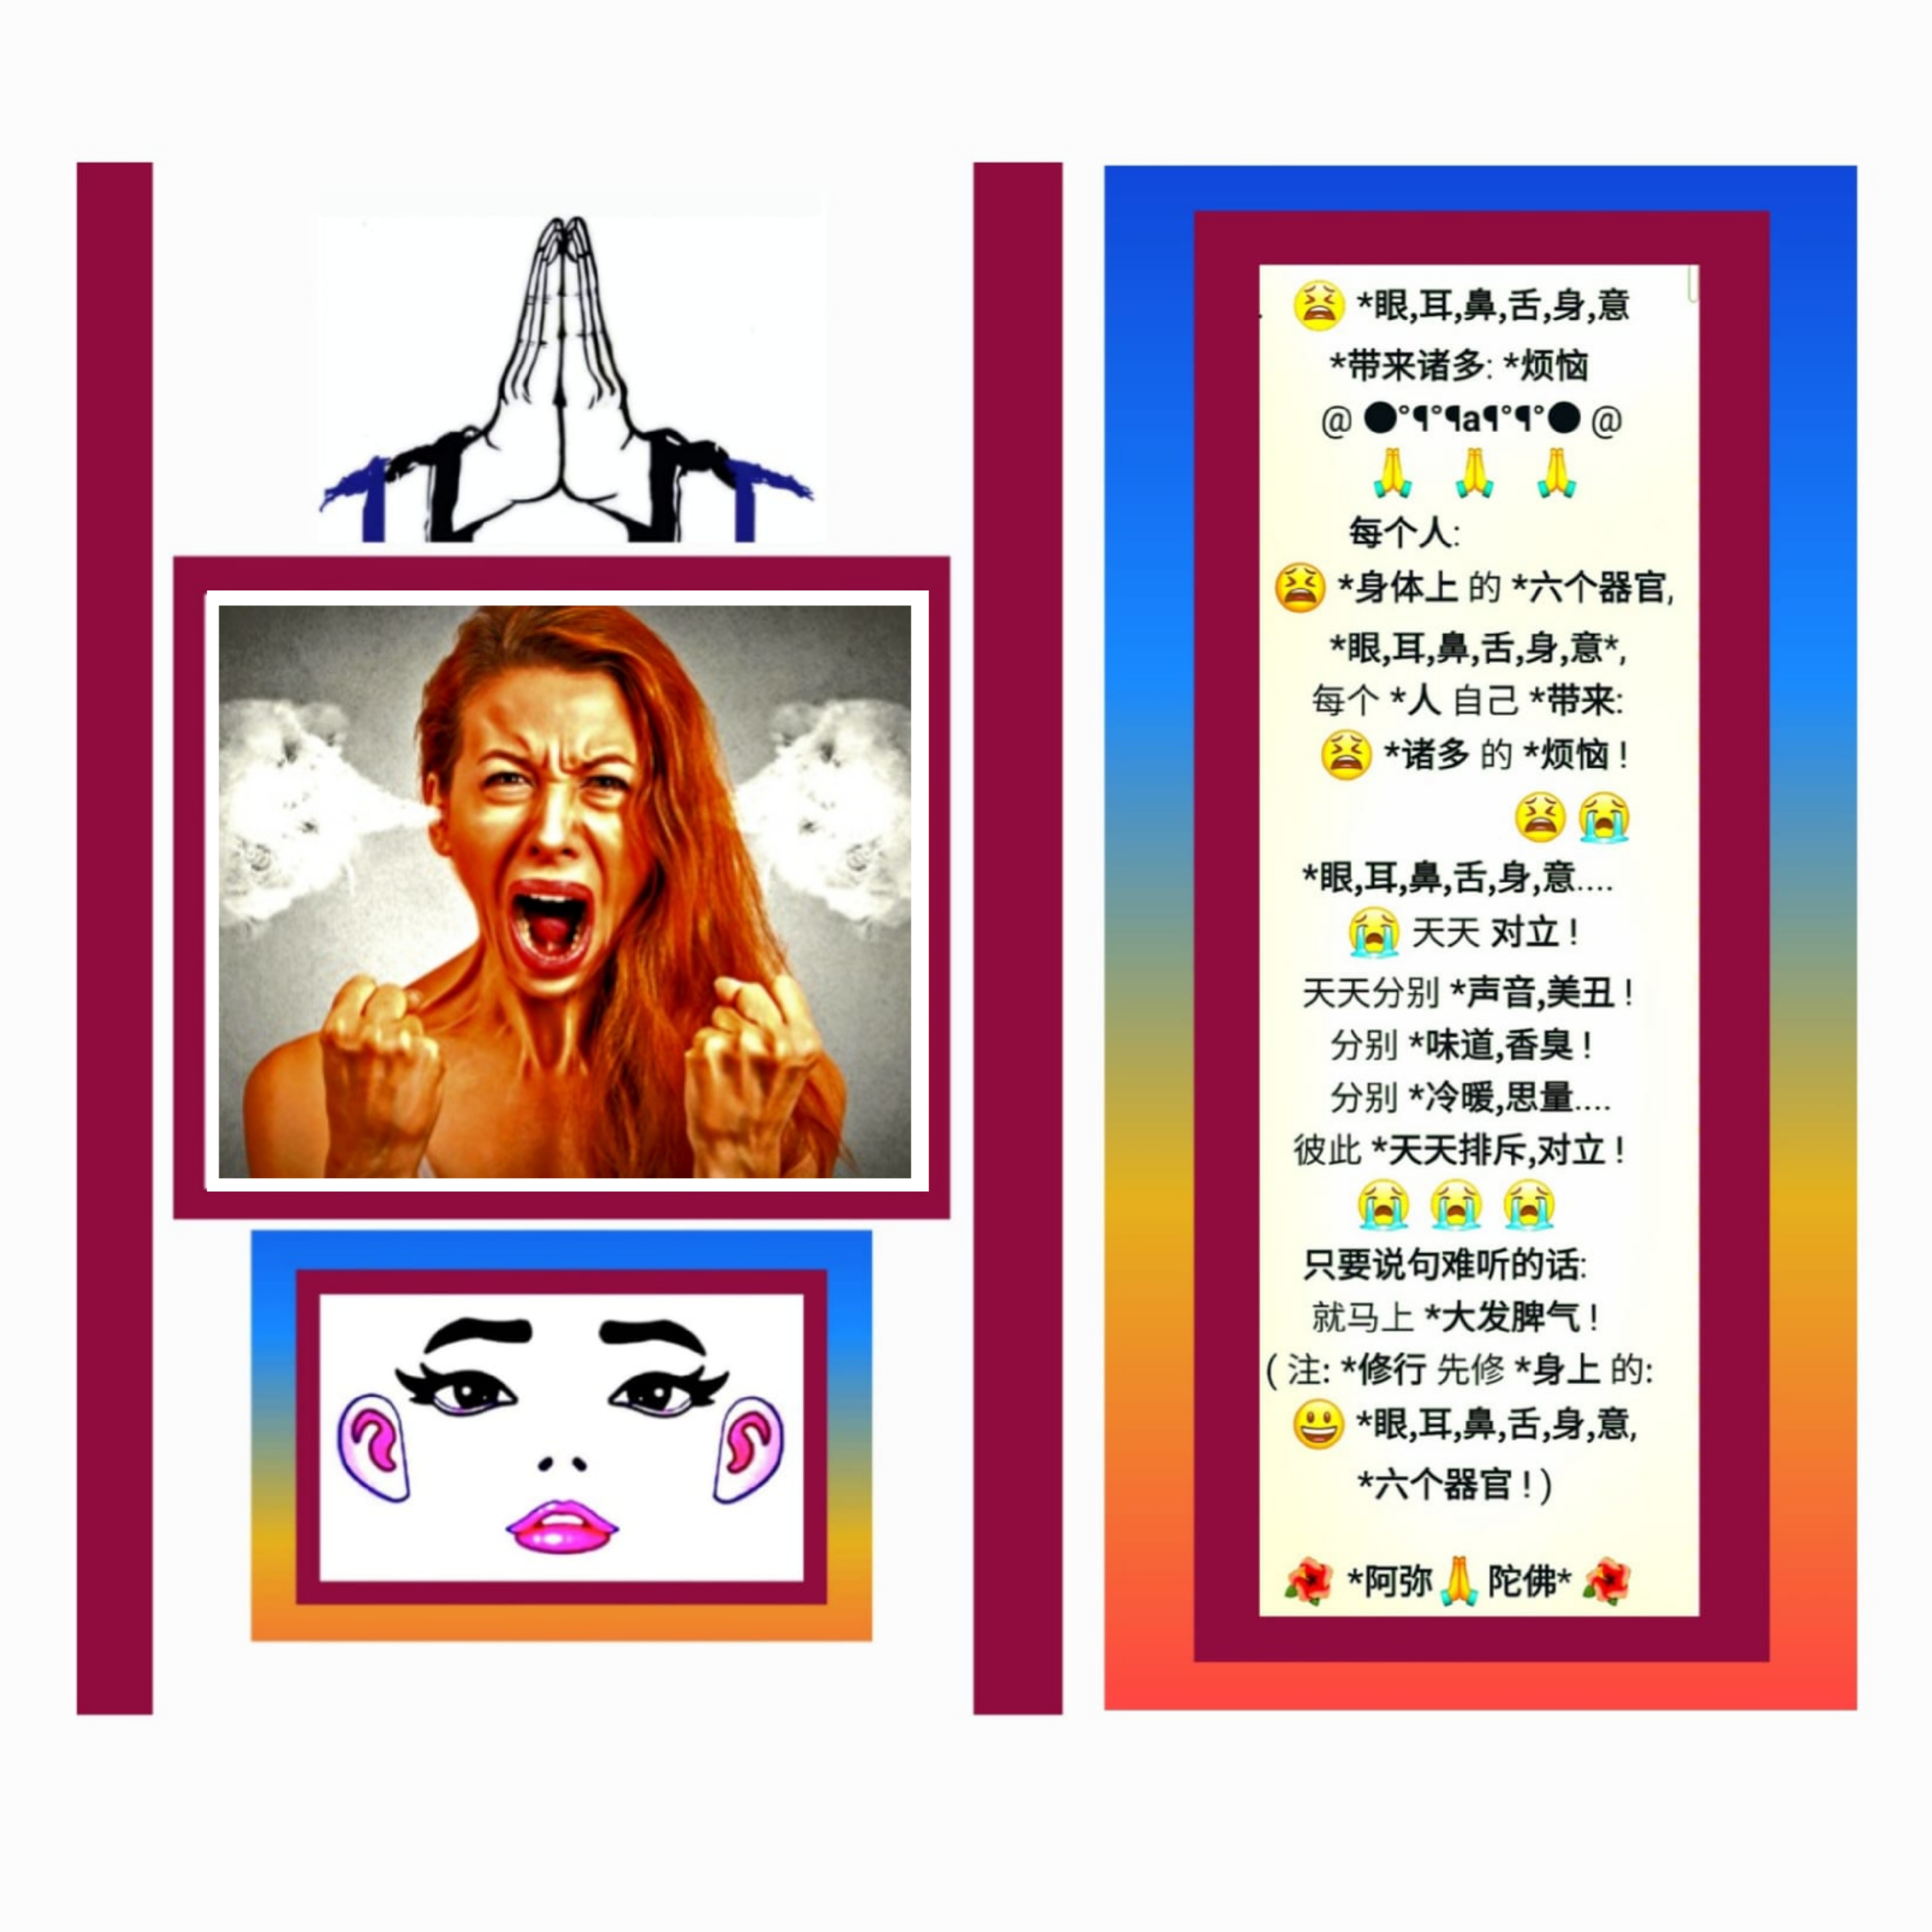 *眼,耳,鼻,舌,身,意
*带来诸多: *烦恼
@ ●°¶°¶a¶°¶°● @
🙏 🙏 🙏
每个人:
*身体上 的 *六个器官,
*眼,耳,鼻,舌,身,意*,
每个 *人 自己 *带来:
*诸多 的 *烦恼 !
*眼,耳,鼻,舌,身,意....
天天 对立 !
天天分别 *声音,美丑 !
分别 *味道,香臭 !
分别 *冷暖,思量....
彼此 *天天排斥,对立 !
只要说句难听的话:
就马上 *大发脾气 !
( 注: *修行 先修 *身上 的:
*眼,耳,鼻,舌,身,意,
*六个器官 ! )
*阿弥🙏陀佛*